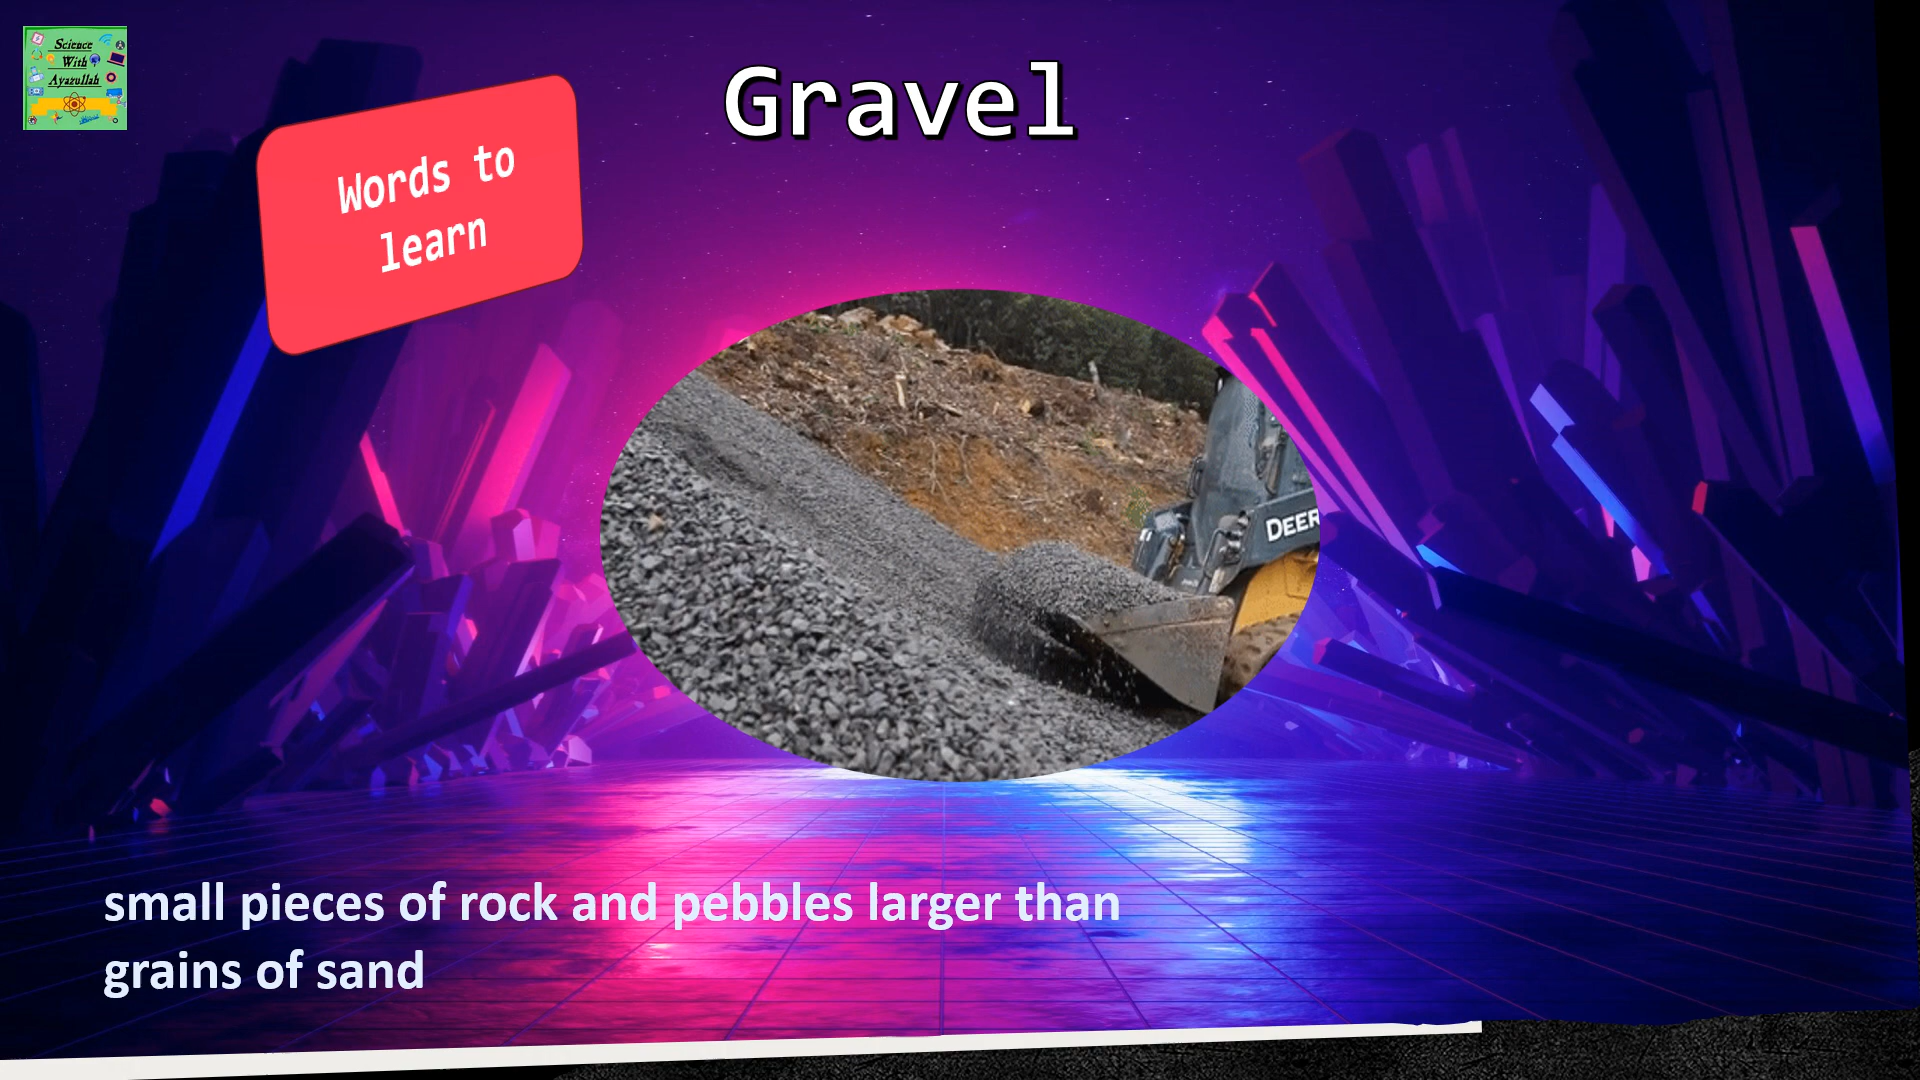 Science
With
Ayazullah
Gravel
Words to
learn
DEER
small pieces of rock and pebbles larger than
grains of sand